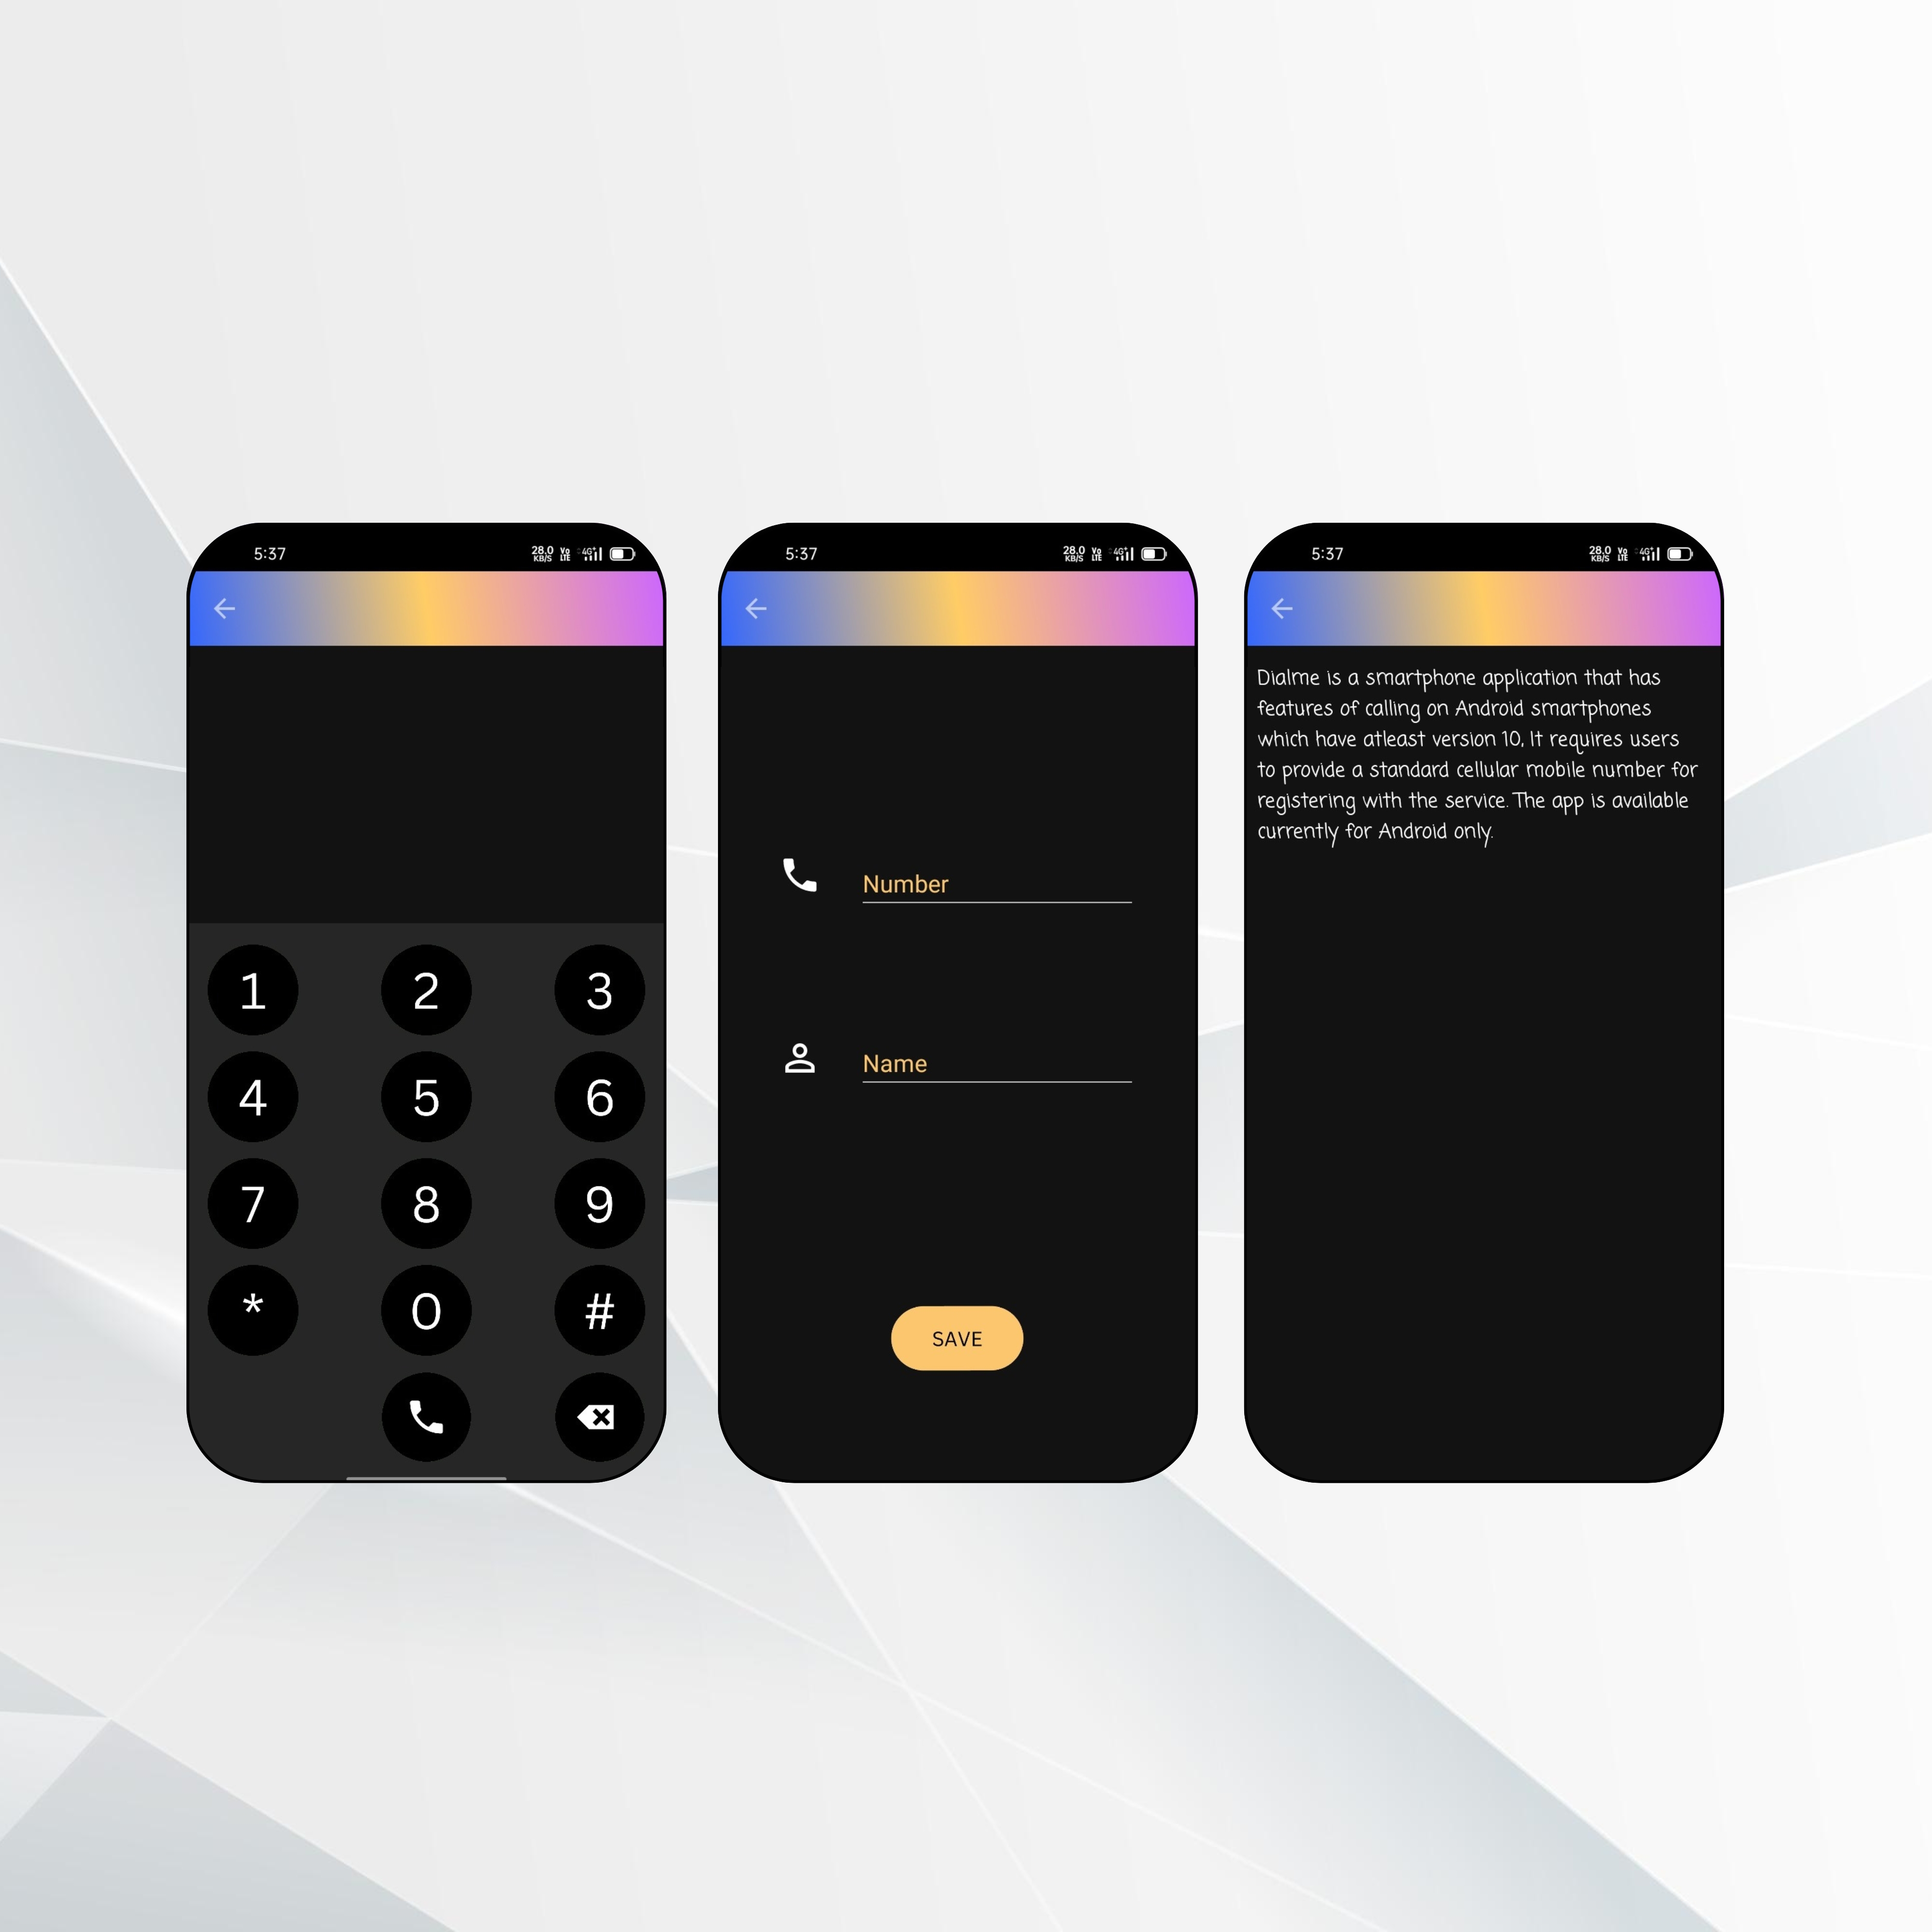 5:37
28.0 KB/S Vo LTE 4G+
1 2 3
4 5 6
7 8 9
* 0 #
5:37
28.0 KB/S Vo LTE 4G+
Number
Name
SAVE
5:37
28.0 KB/S Vo LTE 4G+
Dialme is a smartphone application that has
features of calling on Android smartphones
which have atleast version 10, It requires users
to provide a standard cellular mobile number for
registering with the service. The app is available
currently for Android only.